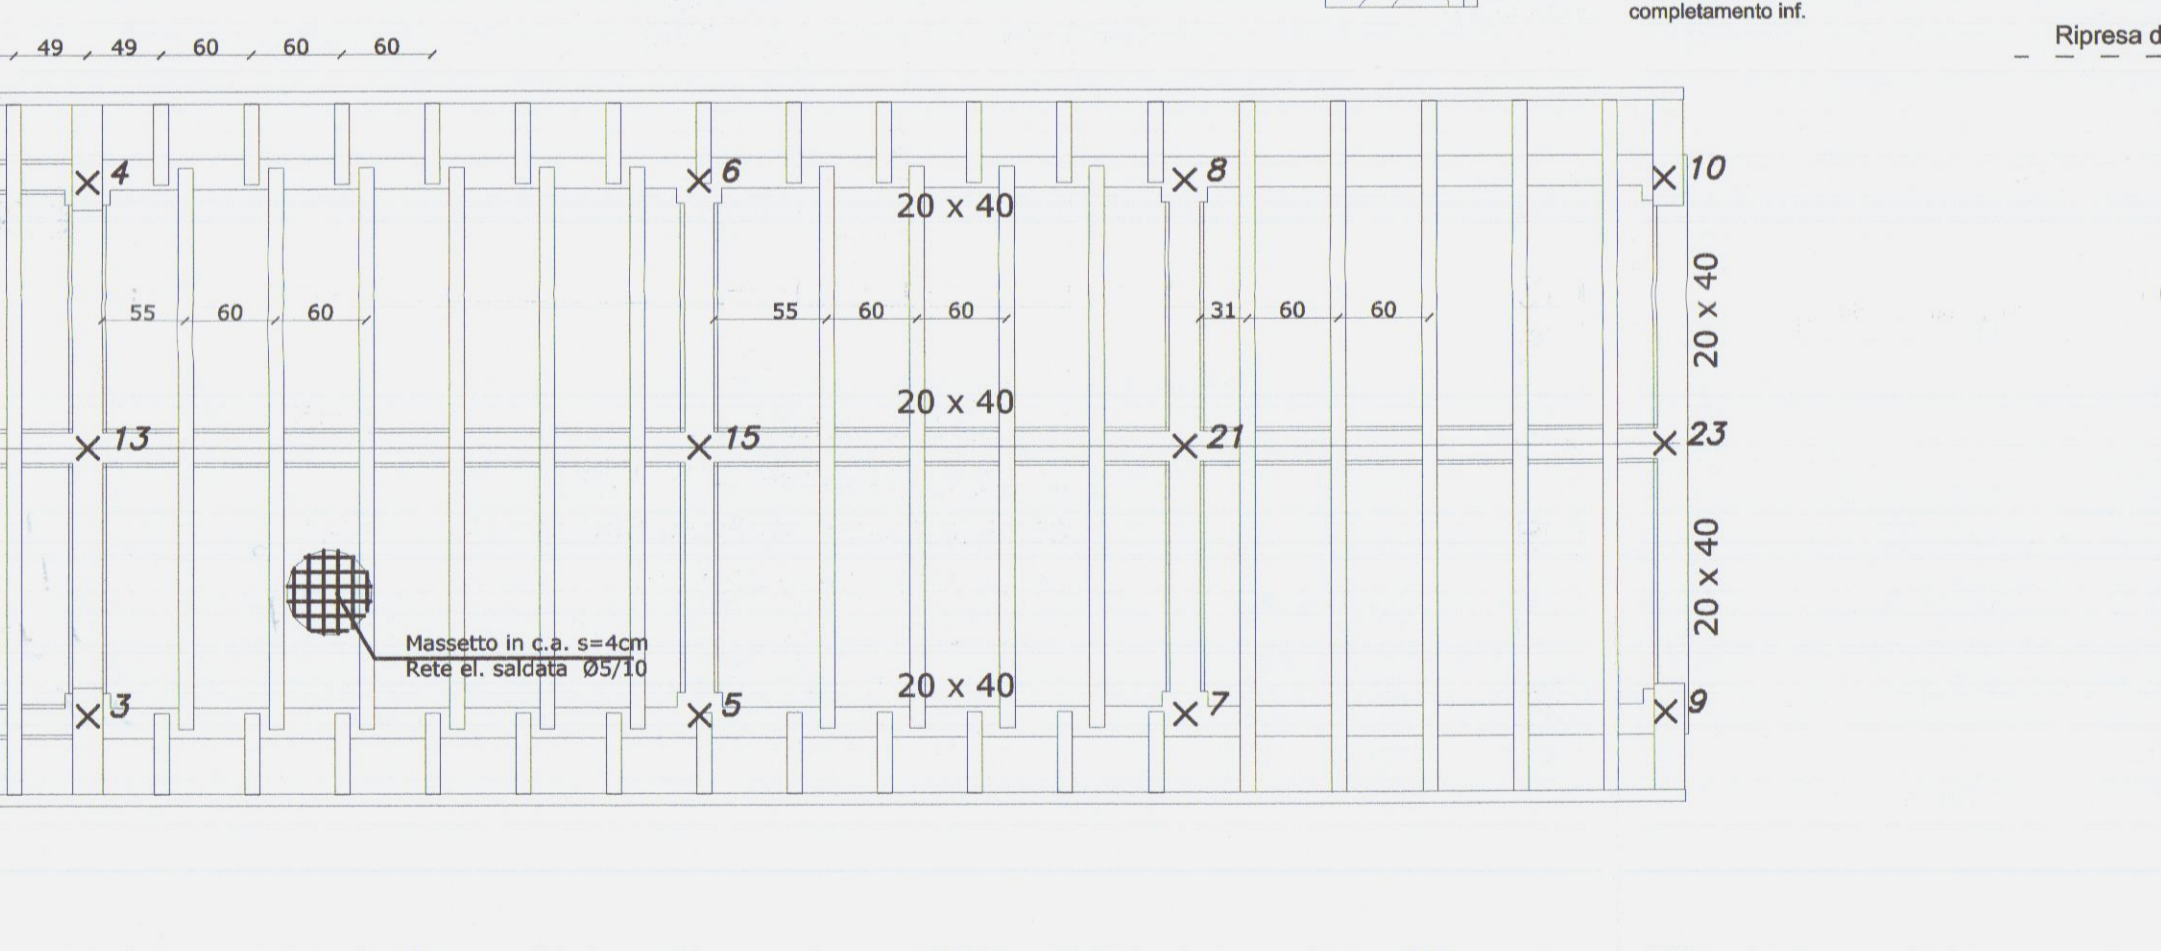 completamento inf.
Ripresa d
49 49 60 60 60
4 6 8 10
20 x 40
20 x 40
55 60 60 55 60 60 31 60 60
20 x 40
13 15 21 23
20 x 40
Massetto in c.a. s=4cm
Rete el. saldata Ø5/10
20 x 40
3 5 7 9